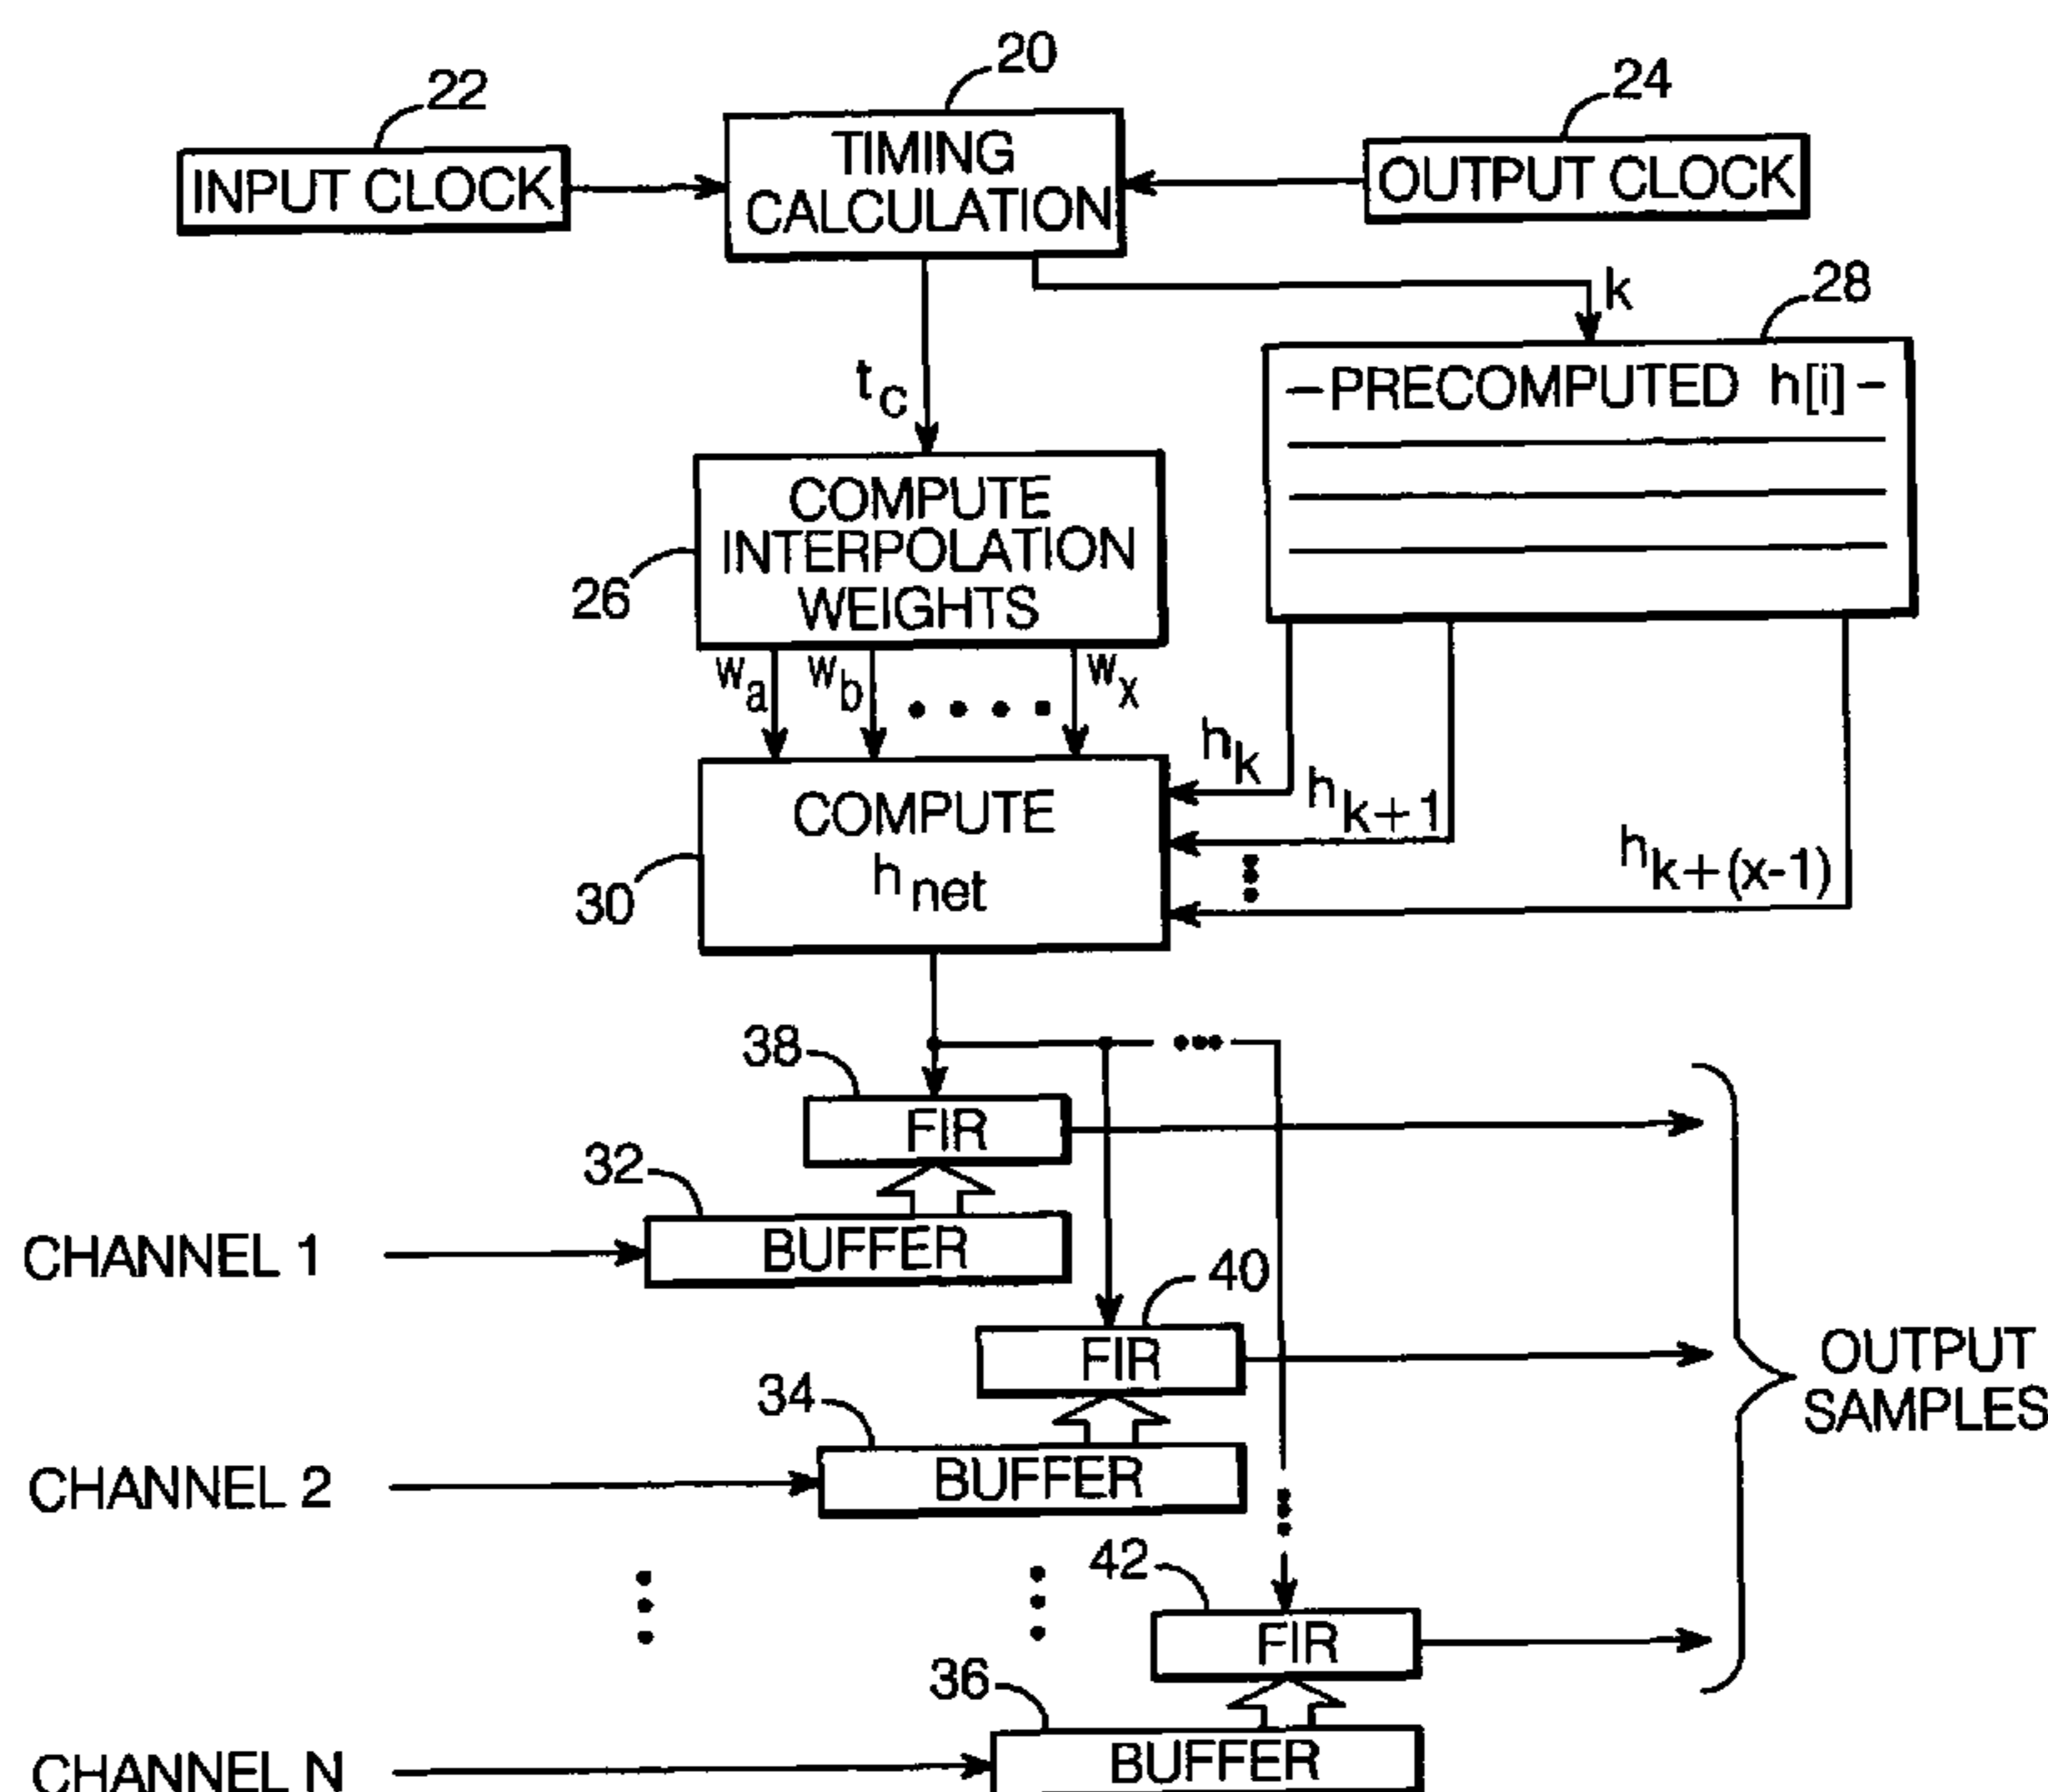 20
22
24
TIMING
CALCULATION
INPUT CLOCK
OUTPUT CLOCK
k
28
t_c
-PRECOMPUTED h[i]-
COMPUTE
INTERPOLATION
WEIGHTS
26
w_a w_b • • • • w_x
h_k
h_{k+1}
COMPUTE
h_net
h_{k+(x-1)}
30
38
FIR
32
CHANNEL 1
BUFFER
40
FIR
34
OUTPUT
SAMPLES
CHANNEL 2
BUFFER
42
FIR
36
CHANNEL N
BUFFER